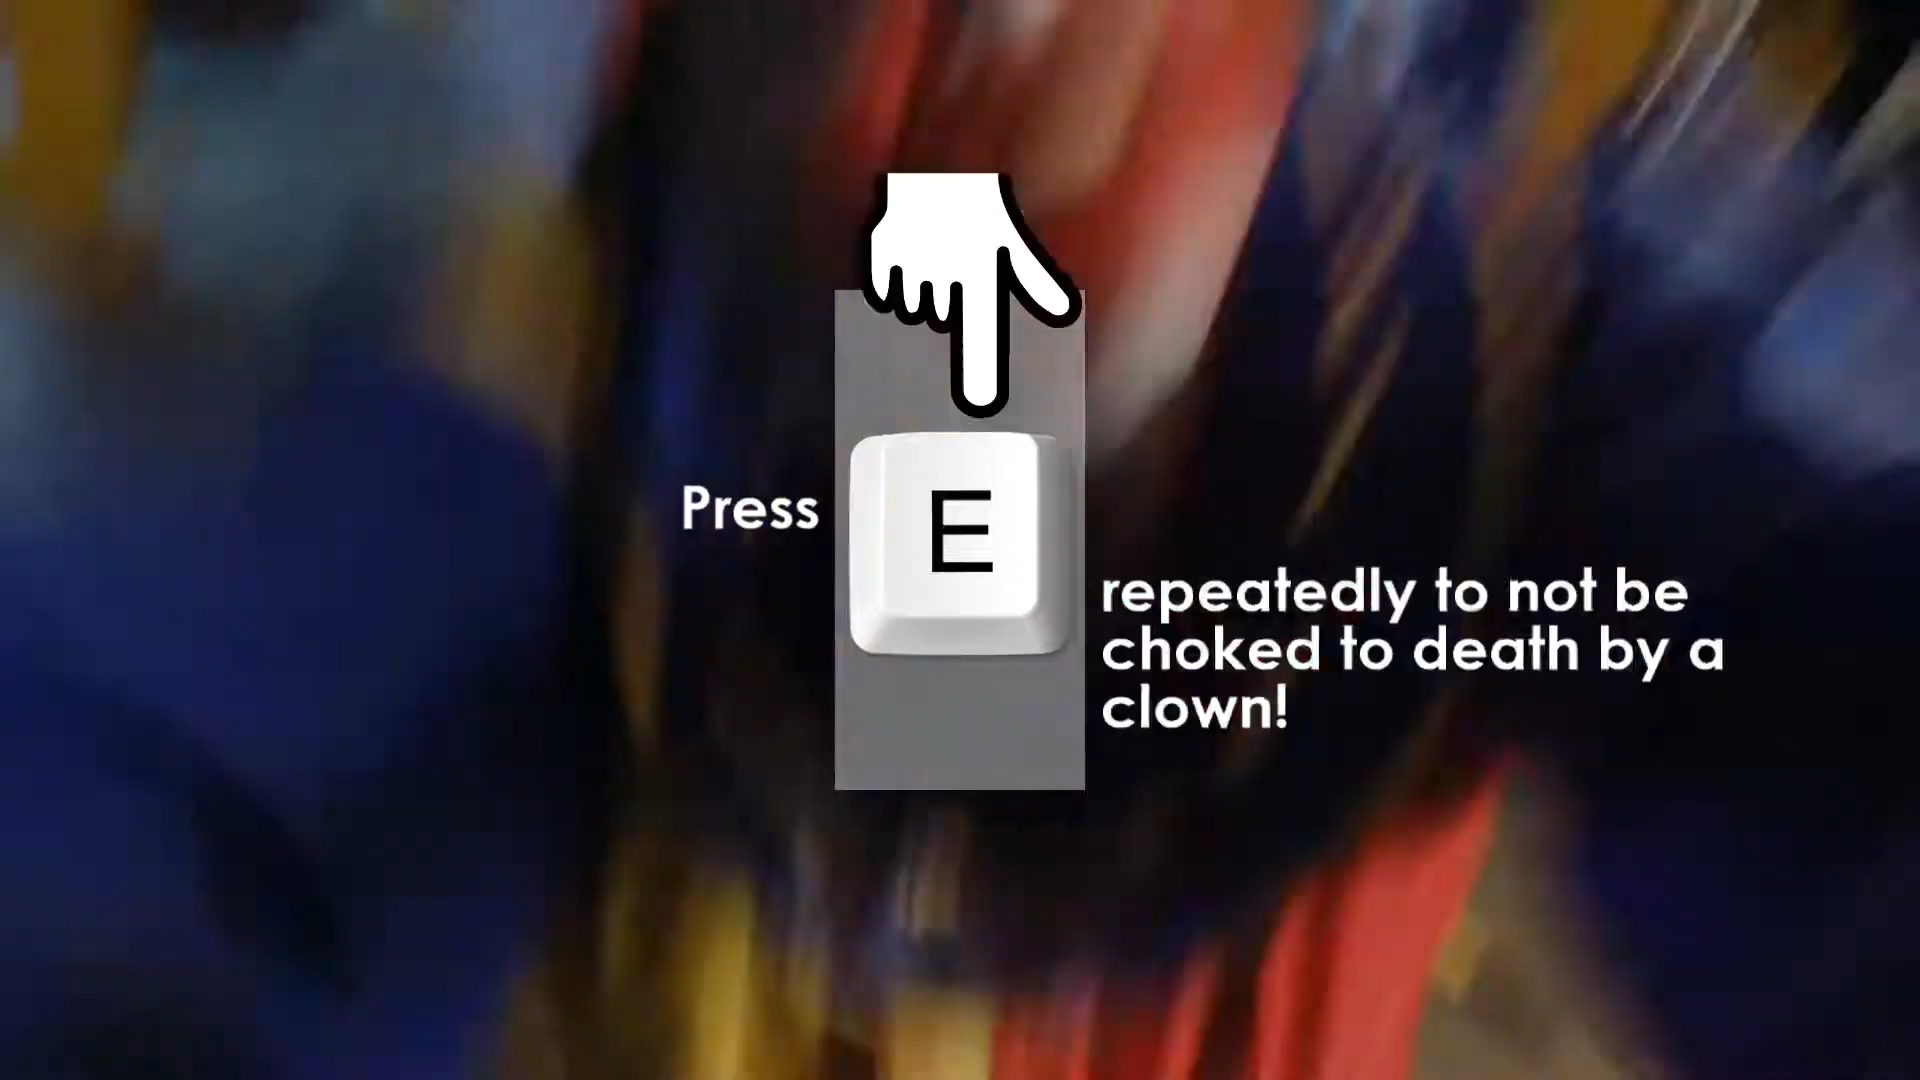 Press
E
repeatedly to not be
choked to death by a
clown!